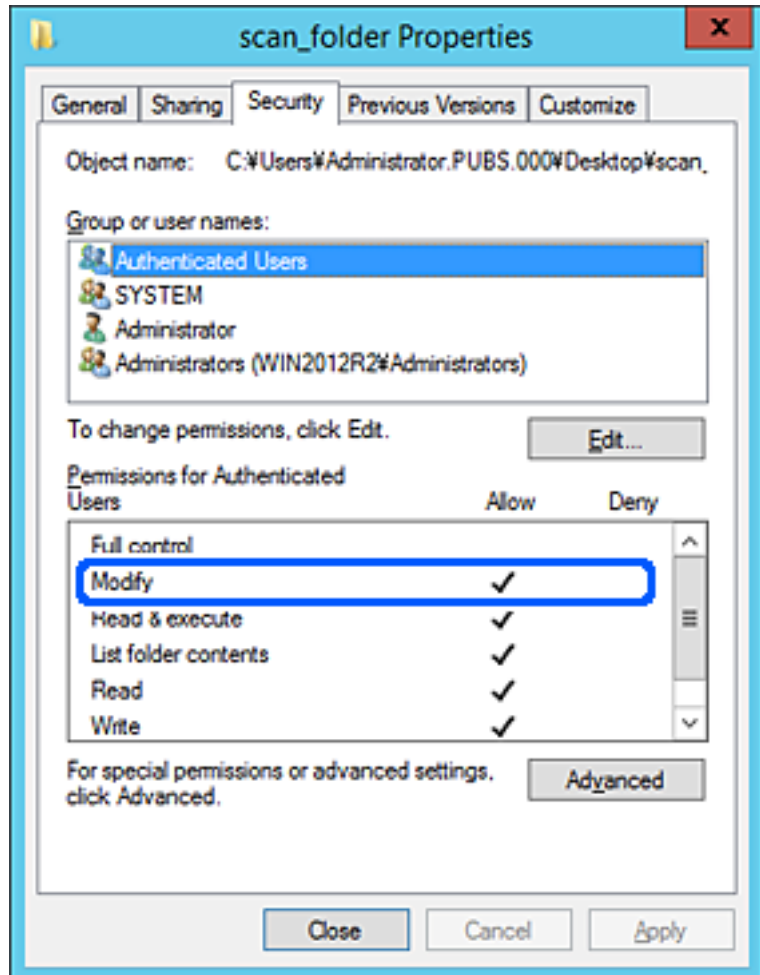 scan_folder Properties
x
General Sharing Security Previous Versions Customize
Object name: C:¥Users¥Administrator.PUBS.000¥Desktop¥scan_
Group or user names:
Authenticated Users
SYSTEM
Administrator
Administrators (WIN2012R2¥Administrators)
To change permissions, click Edit.
Edit...
Permissions for Authenticated
Users Allow Deny
Full control
Modify ✓
Read & execute ✓
List folder contents ✓
Read ✓
Write ✓
For special permissions or advanced settings,
click Advanced.
Advanced
Close Cancel Apply